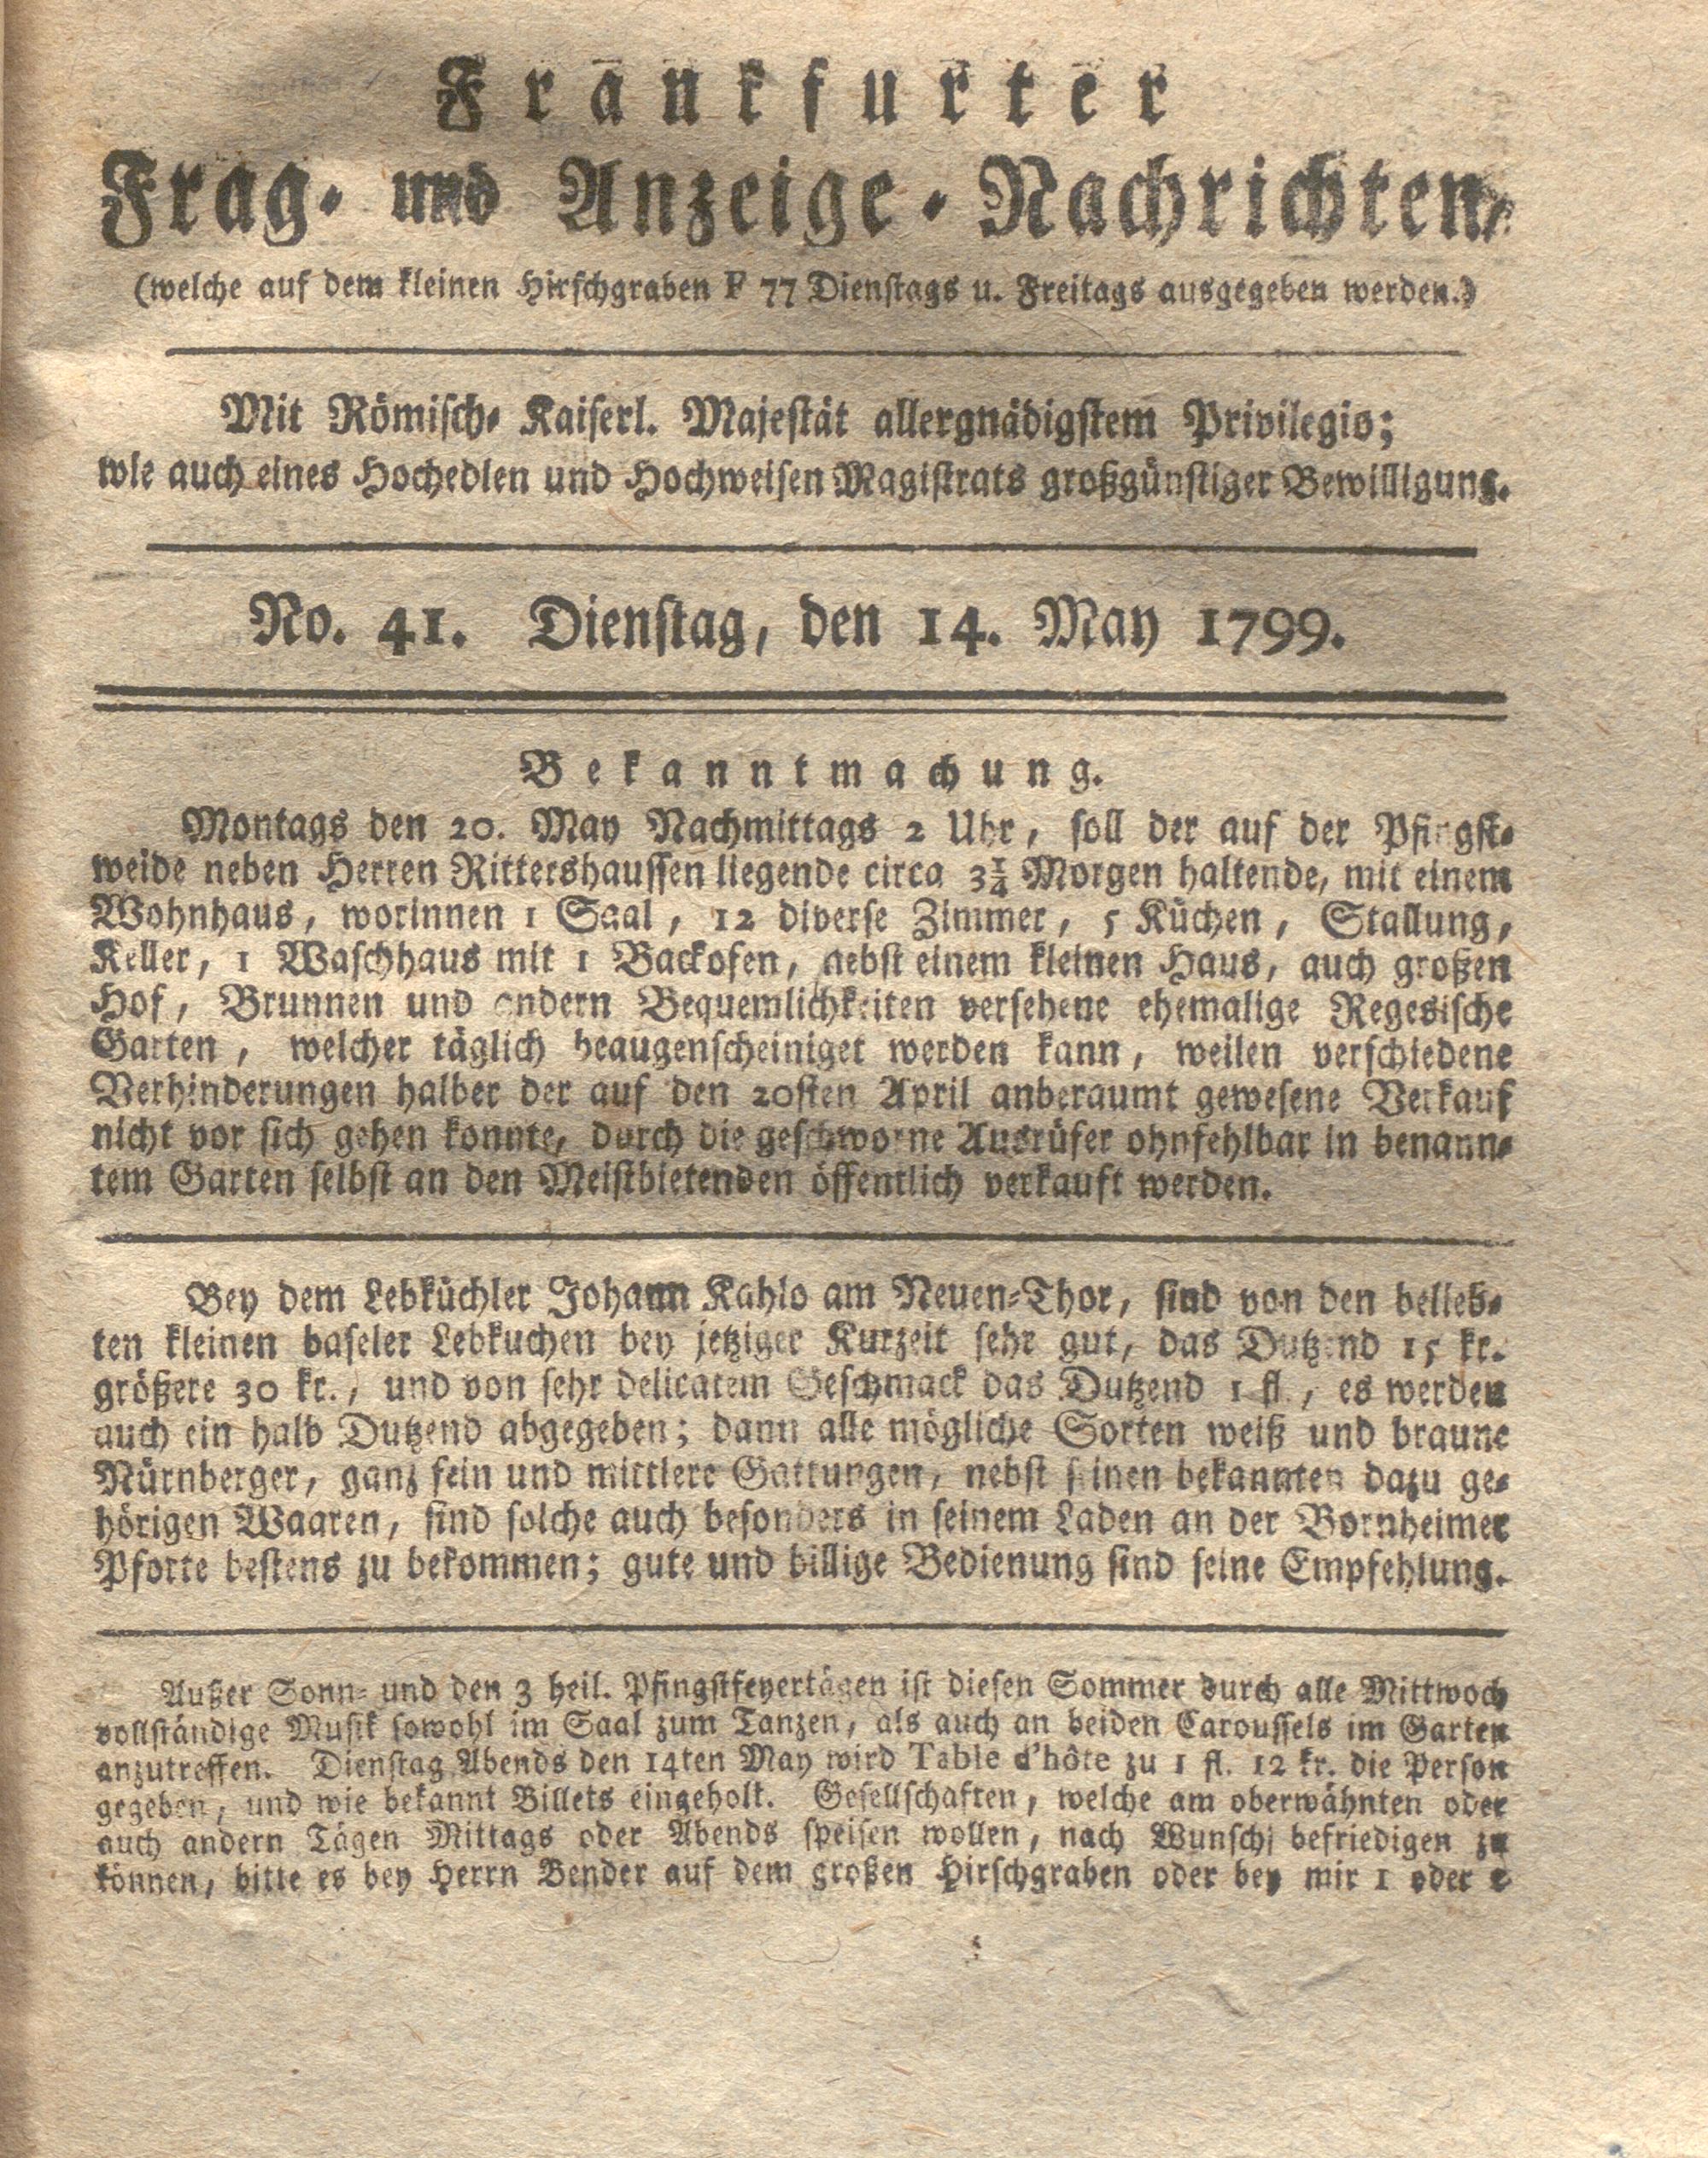 Frankfurter
Frag- und Anzeige-Nachrichten,
(welche auf dem kleinen Hirschgraben F 77 Dienstags u. Freitags ausgegeben werden.)
Mit Römisch- Kaiserl. Majestät allergnädigstem Privilegio;
wie auch eines Hochedlen und Hochweisen Magistrats großgünstiger Bewilligung.
No. 41. Dienstag, den 14. May 1799.
Bekanntmachung.
Montags den 20. May Nachmittags 2 Uhr, soll der auf der Pfingst-
weide neben Herren Rittershaussen liegende circa 3¼ Morgen haltende, mit einem
Wohnhaus, worinnen 1 Saal, 12 diverse Zimmer, 5 Küchen, Stallung,
Keller, 1 Waschhaus mit 1 Backofen, nebst einem kleinen Haus, auch großen
Hof, Brunnen und andern Bequemlichkeiten versehene ehemalige Regesische
Garten, welcher täglich beaugenscheiniget werden kann, weilen verschiedene
Verhinderungen halber der auf den 20sten April anberaumt gewesene Verkauf
nicht vor sich gehen konnte, durch die geschworne Ausrüfer ohnfehlbar in benann-
tem Garten selbst an den Meistbietenden öffentlich verkauft werden.
Bey dem Lebküchler Johann Kahlo am Neuen-Thor, sind von den belieb-
ten kleinen baseler Lebkuchen bey jetziger Kurzeit sehr gut, das Dutzend 15 kr.
größere 30 kr., und von sehr delicatem Geschmack das Dutzend 1 fl., es werden
auch ein halb Dutzend abgegeben; dann alle mögliche Sorten weiß und braune
Nürnberger, ganz fein und mittlere Gattungen, nebst seinen bekannten dazu ge-
hörigen Waaren, sind solche auch besonders in seinem Laden an der Bornheimer
Pforte bestens zu bekommen; gute und billige Bedienung sind seine Empfehlung.
Außer Sonn- und den 3 heil. Pfingstfeyertägen ist diesen Sommer durch alle Mittwoch
vollständige Musik sowohl im Saal zum Tanzen, als auch an beiden Caroussels im Garten
anzutreffen. Dienstag Abends den 14ten May wird Table d'hôte zu 1 fl. 12 kr. die Person
gegeben, und wie bekannt Billets eingeholt. Gesellschaften, welche am oberwähnten oder
auch andern Tägen Mittags oder Abends speisen wollen, nach Wunsch befriedigen zu
können, bitte es bey Herrn Bender auf dem großen Hirschgraben oder bey mir 1 oder